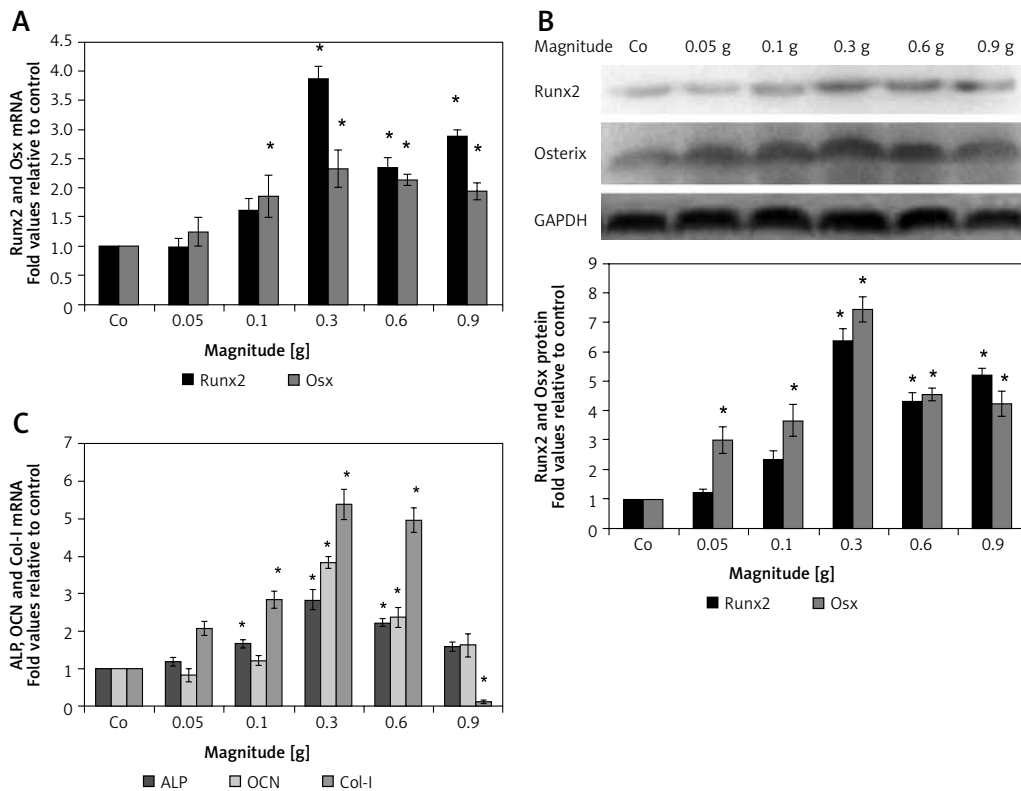 A
Runx2 and Osx mRNA
Fold values relative to control
4.5
4.0
3.5
3.0
2.5
2.0
1.5
1.0
0.5
0
* * * * * * *
Co 0.05 0.1 0.3 0.6 0.9
Magnitude [g]
Runx2 Osx
B
Magnitude Co 0.05 g 0.1 g 0.3 g 0.6 g 0.9 g
Runx2
Osterix
GAPDH
Runx2 and Osx protein
Fold values relative to control
9
8
7
6
5
4
3
2
1
0
* * * * * * * *
Co 0.05 0.1 0.3 0.6 0.9
Magnitude [g]
Runx2 Osx
C
ALP, OCN and Col-I mRNA
Fold values relative to control
7
6
5
4
3
2
1
0
* * * * * * * * *
Co 0.05 0.1 0.3 0.6 0.9
Magnitude [g]
ALP OCN Col-I